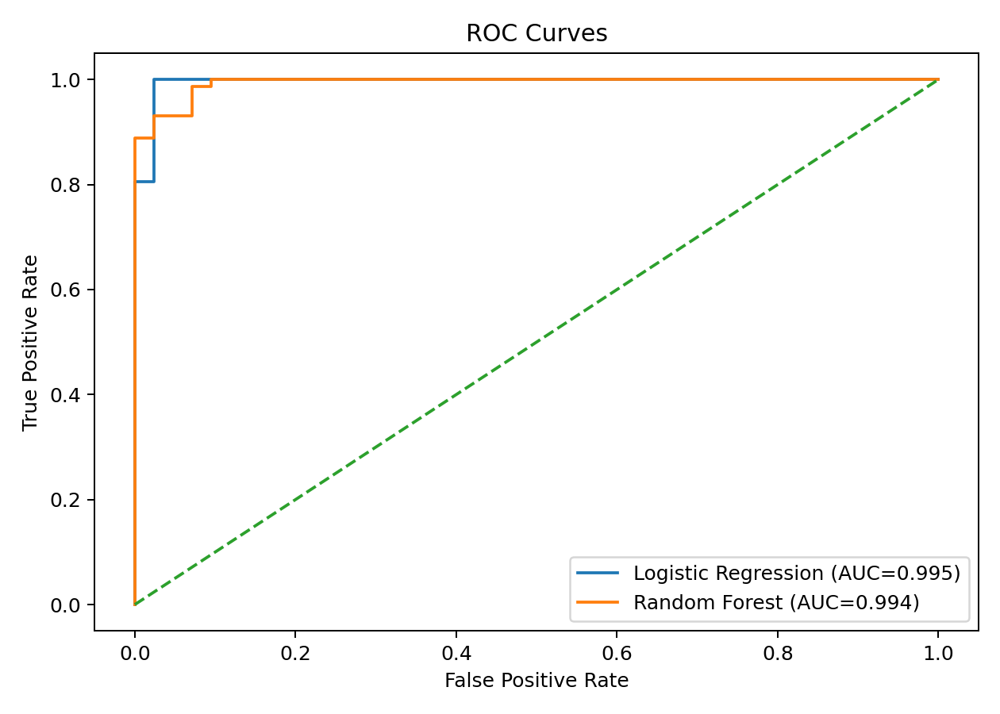 ROC Curves
1.0
0.8
0.6
0.4
0.2
0.0
True Positive Rate
Logistic Regression (AUC=0.995)
Random Forest (AUC=0.994)
0.0 0.2 0.4 0.6 0.8 1.0
False Positive Rate